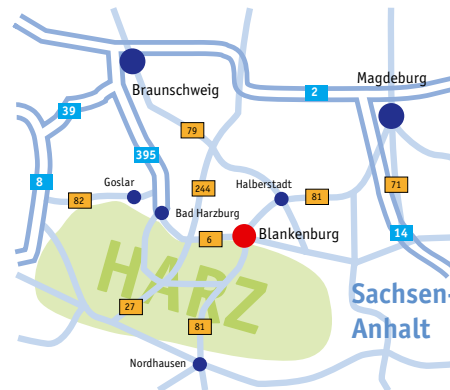 Braunschweig
Magdeburg
2
39
79
395
8
Goslar
244
Halberstadt
71
82
81
Bad Harzburg
6
Blankenburg
14
HARZ
Sachsen-
Anhalt
27
81
Nordhausen